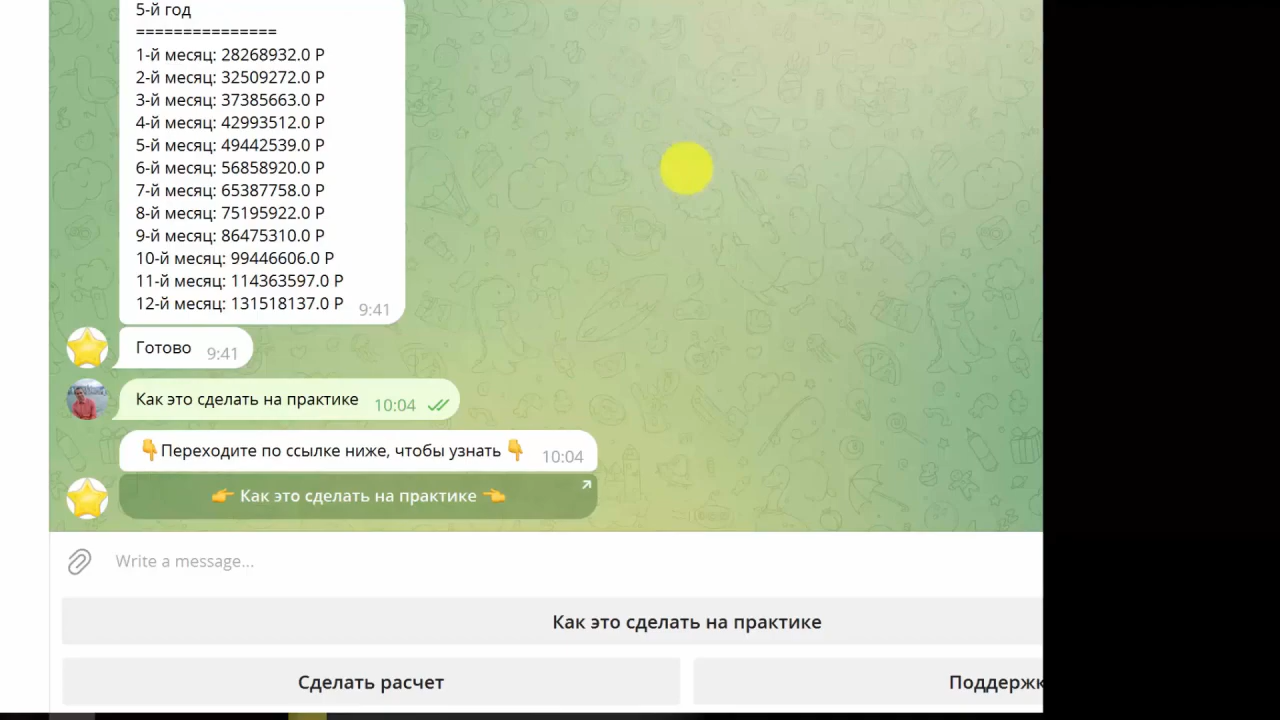 5-й год
===============
1-й месяц: 28268932.0 Р
2-й месяц: 32509272.0 Р
3-й месяц: 37385663.0 Р
4-й месяц: 42993512.0 Р
5-й месяц: 49442539.0 Р
6-й месяц: 56858920.0 Р
7-й месяц: 65387758.0 Р
8-й месяц: 75195922.0 Р
9-й месяц: 86475310.0 Р
10-й месяц: 99446606.0 Р
11-й месяц: 114363597.0 Р
12-й месяц: 131518137.0 Р 9:41
Готово 9:41
Как это сделать на практике 10:04
👇Переходите по ссылке ниже, чтобы узнать👇 10:04
👉 Как это сделать на практике 👈
Write a message...
Как это сделать на практике
Сделать расчет Поддержк